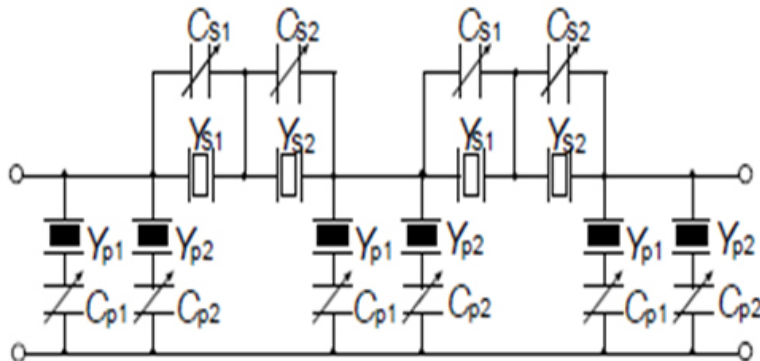 CS1 CS2 CS1 CS2
YS1 YS2 YS1 YS2
Yp1 Yp2 Yp1 Yp2 Yp1 Yp2
Cp1 Cp2 Cp1 Cp2 Cp1 Cp2